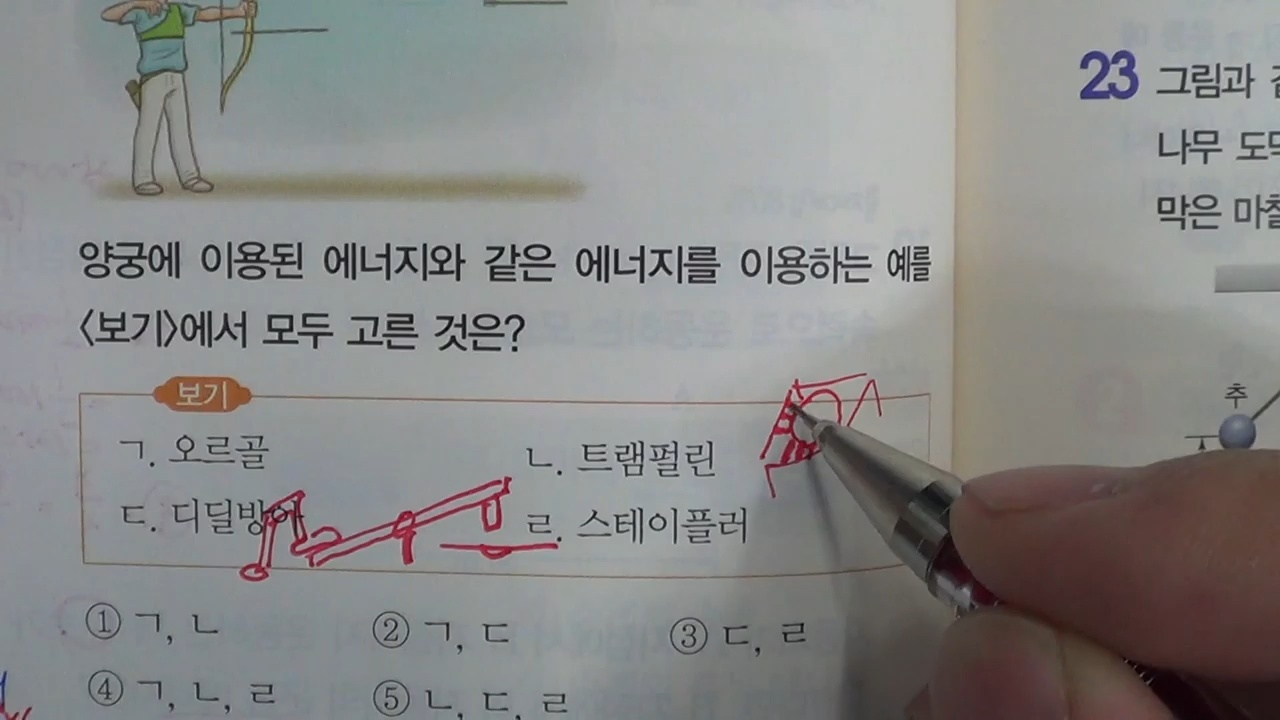 양궁에 이용된 에너지와 같은 에너지를 이용하는 예를
〈보기〉에서 모두 고른 것은?
보기
ㄱ. 오르골
ㄴ. 트램펄린
ㄷ. 디딜방아
ㄹ. 스테이플러
① ㄱ, ㄴ
② ㄱ, ㄷ
③ ㄷ, ㄹ
④ ㄱ, ㄴ, ㄹ
⑤ ㄴ, ㄷ, ㄹ
23 그림과
나무
막은
추